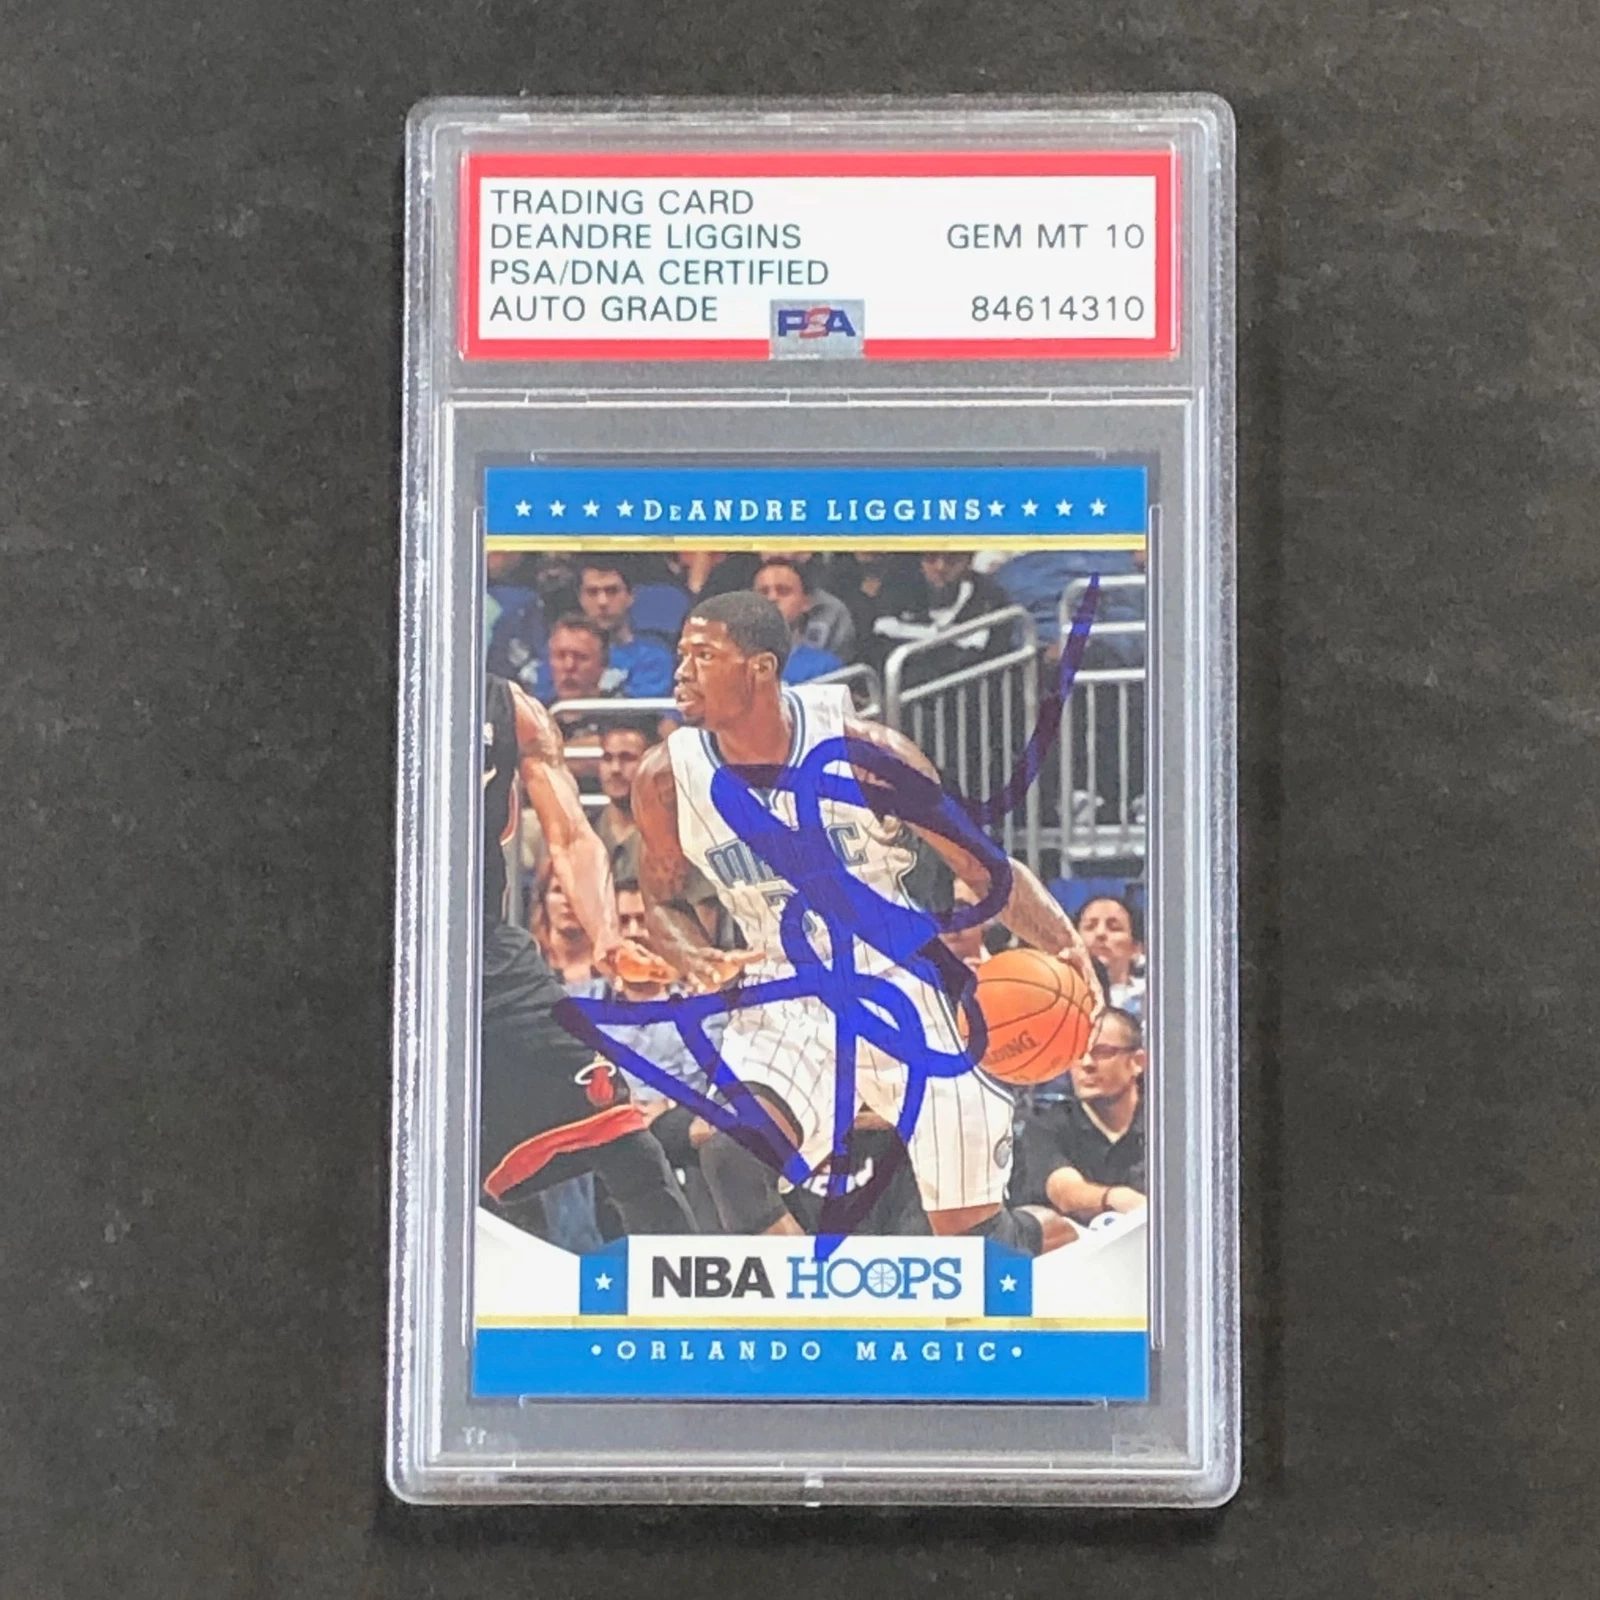 TRADING CARD
DEANDRE LIGGINS GEM MT 10
PSA/DNA CERTIFIED
AUTO GRADE PSA 84614310
DeANDRE LIGGINS
NBA HOOPS
•ORLANDO MAGIC•